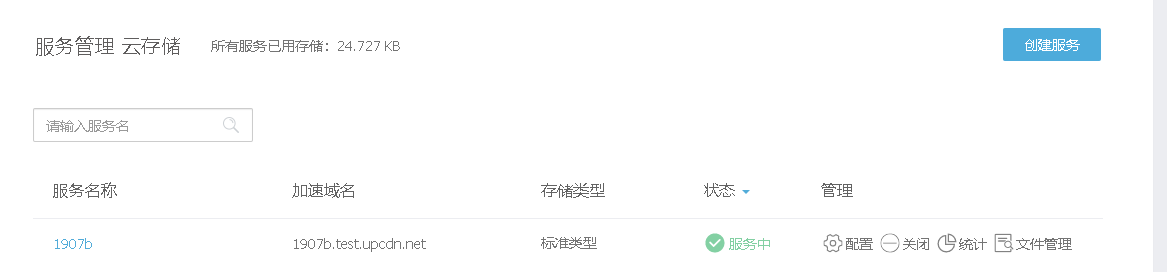 服务管理 云存储 所有服务已用存储：24.727 KB 创建服务
请输入服务名
服务名称 加速域名 存储类型 状态 管理
1907b 1907b.test.upcdn.net 标准类型 服务中 配置 关闭 统计 文件管理